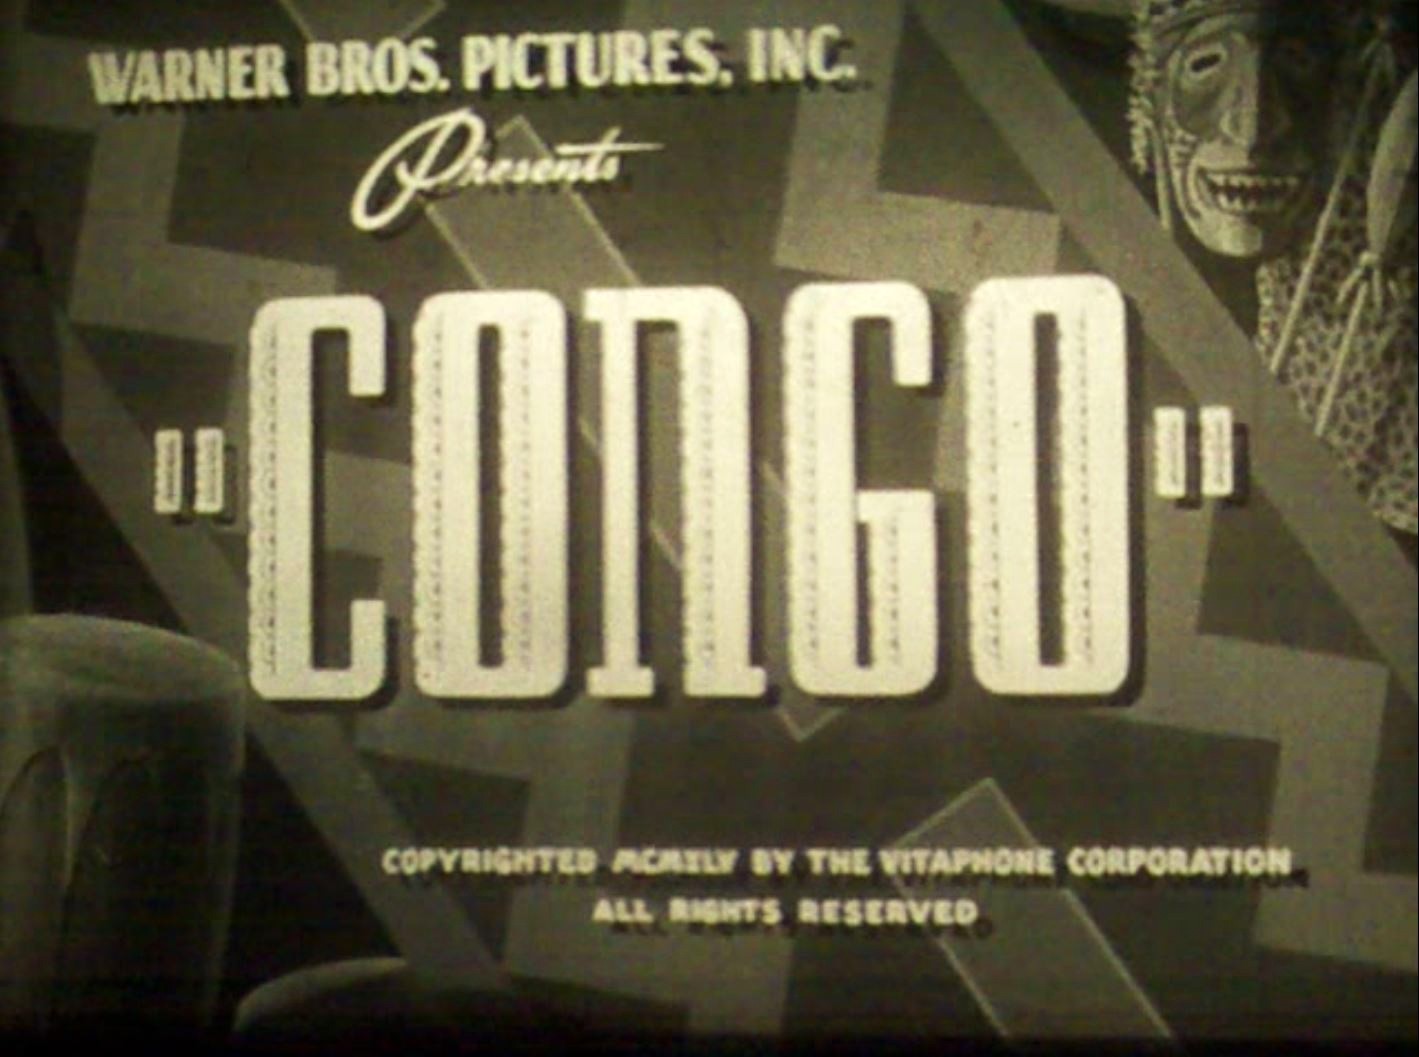 WARNER BROS. PICTURES, INC.
Presents
"CONGO"
COPYRIGHTED MCMXLV BY THE VITAPHONE CORPORATION
ALL RIGHTS RESERVED